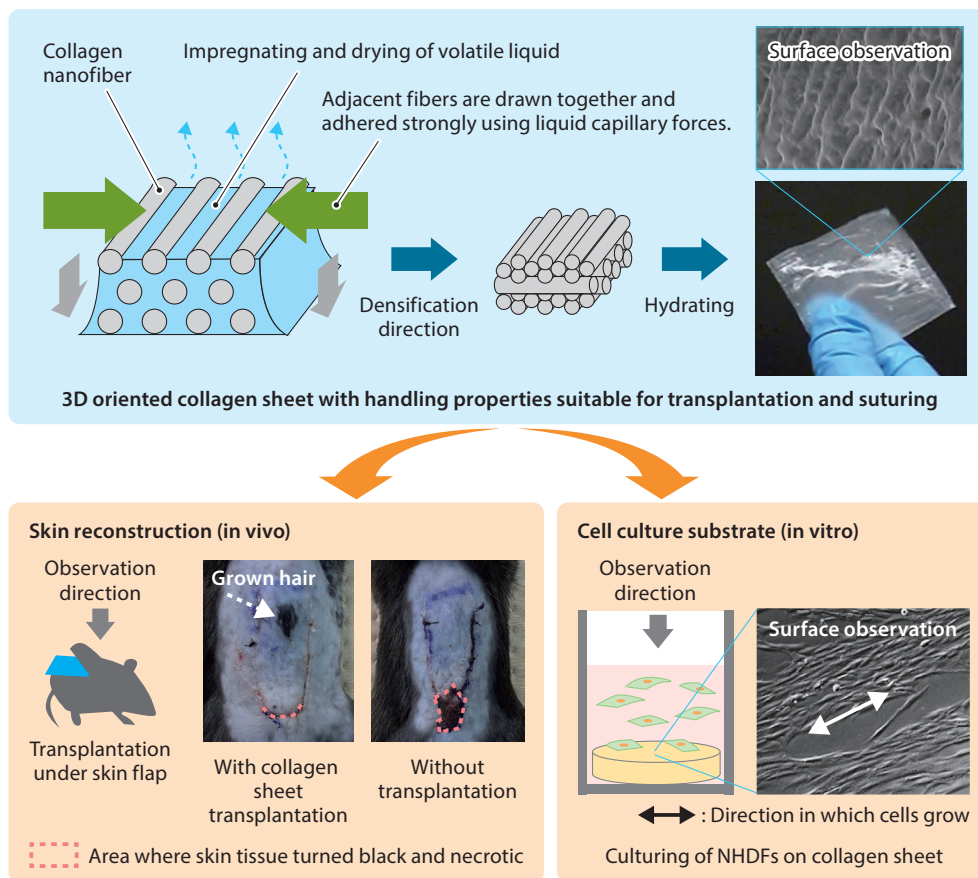 Collagen
nanofiber
Impregnating and drying of volatile liquid
Adjacent fibers are drawn together and
adhered strongly using liquid capillary forces.
Surface observation
Densification
direction
Hydrating
3D oriented collagen sheet with handling properties suitable for transplantation and suturing
Skin reconstruction (in vivo)
Observation
direction
Grown hair
Transplantation
under skin flap
With collagen
sheet
transplantation
Without
transplantation
Area where skin tissue turned black and necrotic
Cell culture substrate (in vitro)
Observation
direction
Surface observation
: Direction in which cells grow
Culturing of NHDFs on collagen sheet